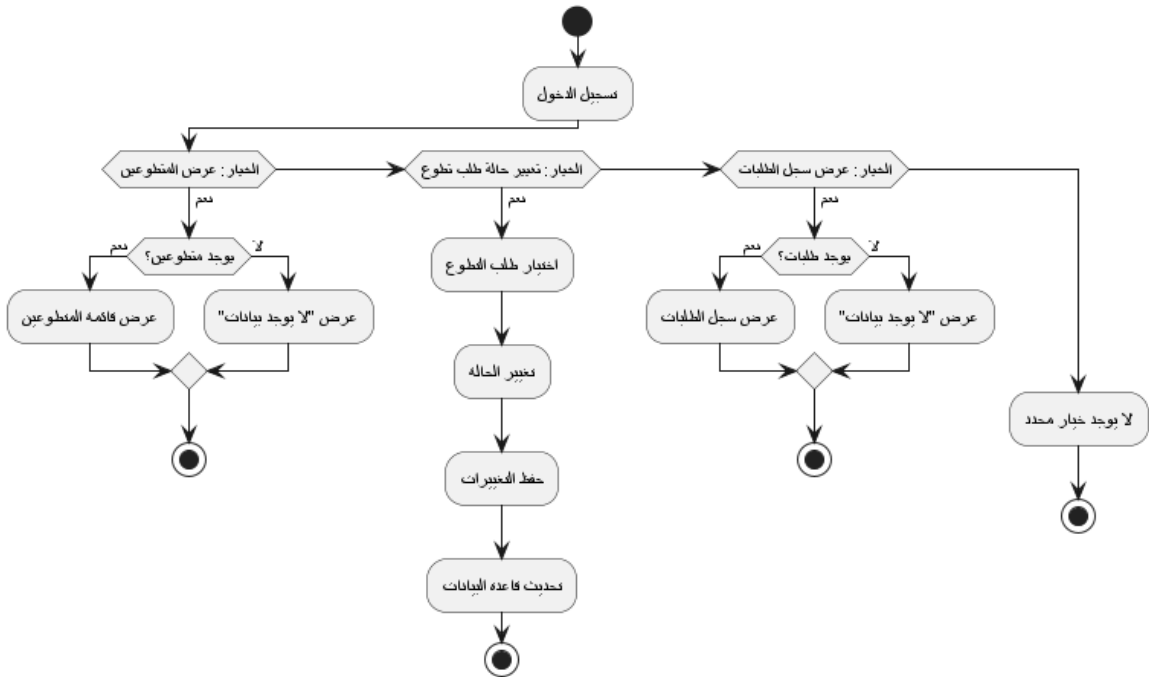 تسجيل الدخول
الخيار : عرض المتطوعين
الخيار : تغيير حالة طلب تطوع
الخيار : عرض سجل الطلبات
نعم
نعم
نعم
نعم
يوجد متطوعين؟
لا
اختيار طلب التطوع
نعم
يوجد طلبات؟
لا
عرض قائمة المتطوعين
عرض "لا يوجد بيانات"
عرض سجل الطلبات
عرض "لا يوجد بيانات"
تغيير الحالة
لا يوجد خيار محدد
حفظ التغييرات
تحديث قاعدة البيانات